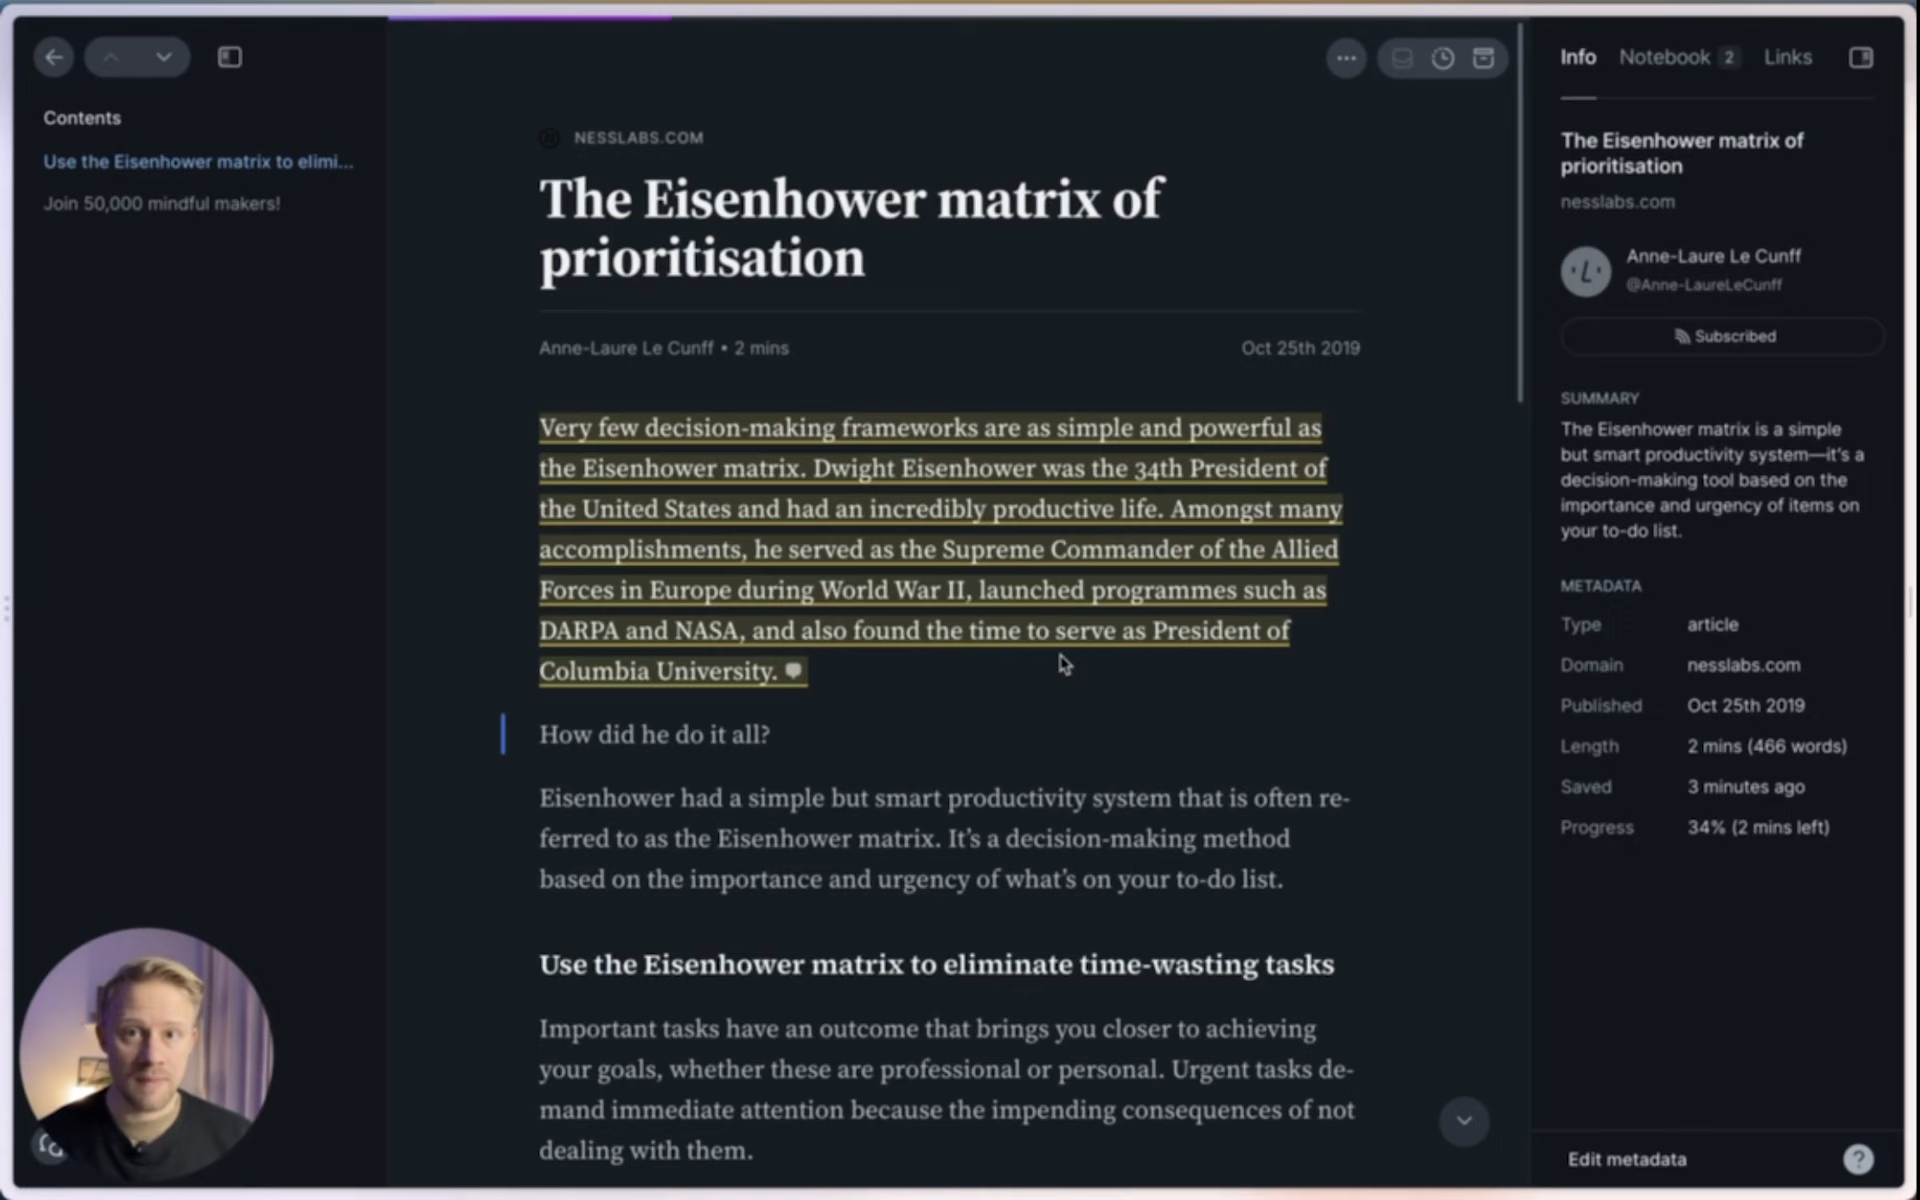 Contents
Use the Eisenhower matrix to elimi...
Join 50,000 mindful makers!
NESSLABS.COM
The Eisenhower matrix of
prioritisation
Anne-Laure Le Cunff • 2 mins
Oct 25th 2019
Very few decision-making frameworks are as simple and powerful as
the Eisenhower matrix. Dwight Eisenhower was the 34th President of
the United States and had an incredibly productive life. Amongst many
accomplishments, he served as the Supreme Commander of the Allied
Forces in Europe during World War II, launched programmes such as
DARPA and NASA, and also found the time to serve as President of
Columbia University.
How did he do it all?
Eisenhower had a simple but smart productivity system that is often re-
ferred to as the Eisenhower matrix. It’s a decision-making method
based on the importance and urgency of what’s on your to-do list.
Use the Eisenhower matrix to eliminate time-wasting tasks
Important tasks have an outcome that brings you closer to achieving
your goals, whether these are professional or personal. Urgent tasks de-
mand immediate attention because the impending consequences of not
dealing with them.
Info Notebook 2 Links
The Eisenhower matrix of
prioritisation
nesslabs.com
L
Anne-Laure Le Cunff
@Anne-LaureLeCunff
Subscribed
SUMMARY
The Eisenhower matrix is a simple
but smart productivity system—it's a
decision-making tool based on the
importance and urgency of items on
your to-do list.
METADATA
Type article
Domain nesslabs.com
Published Oct 25th 2019
Length 2 mins (466 words)
Saved 3 minutes ago
Progress 34% (2 mins left)
Edit metadata
?